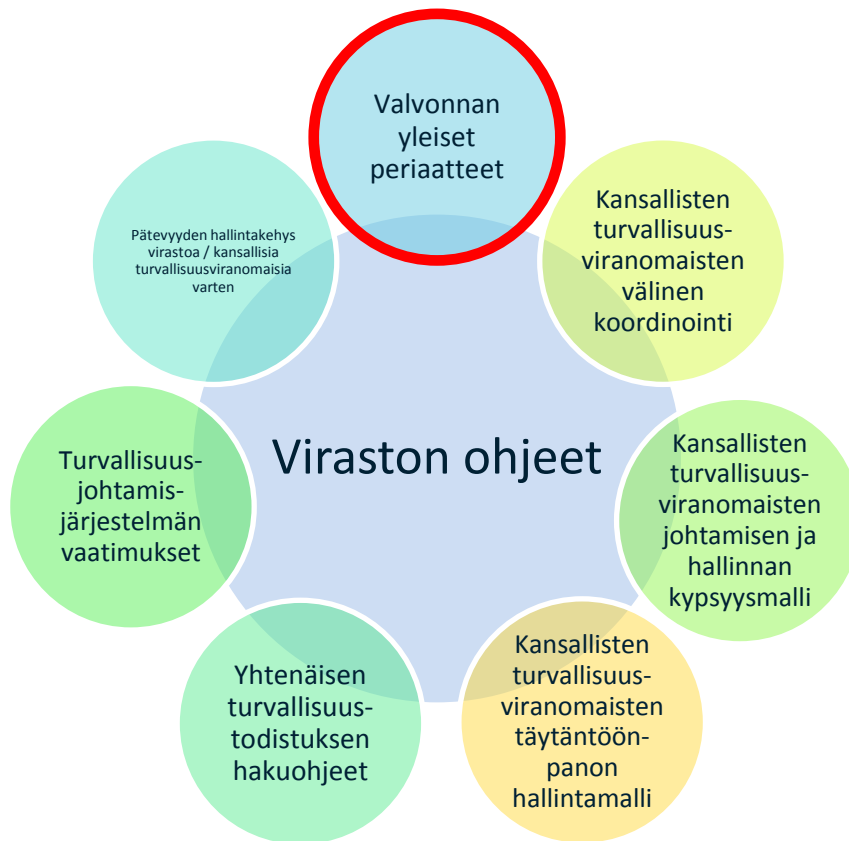 Valvonnan
yleiset
periaatteet
Kansallisten
turvallisuus-
viranomaisten
välinen
koordinointi
Pätevyyden hallintakehys
virastoa / kansallisia
turvallisuusviranomaisia
varten
Viraston ohjeet
Turvallisuus-
johtamis-
järjestelmän
vaatimukset
Kansallisten
turvallisuus-
viranomaisten
johtamisen ja
hallinnan
kypsyysmalli
Yhtenäisen
turvallisuus-
todistuksen
hakuohjeet
Kansallisten
turvallisuus-
viranomaisten
täytäntöön-
panon
hallintamalli